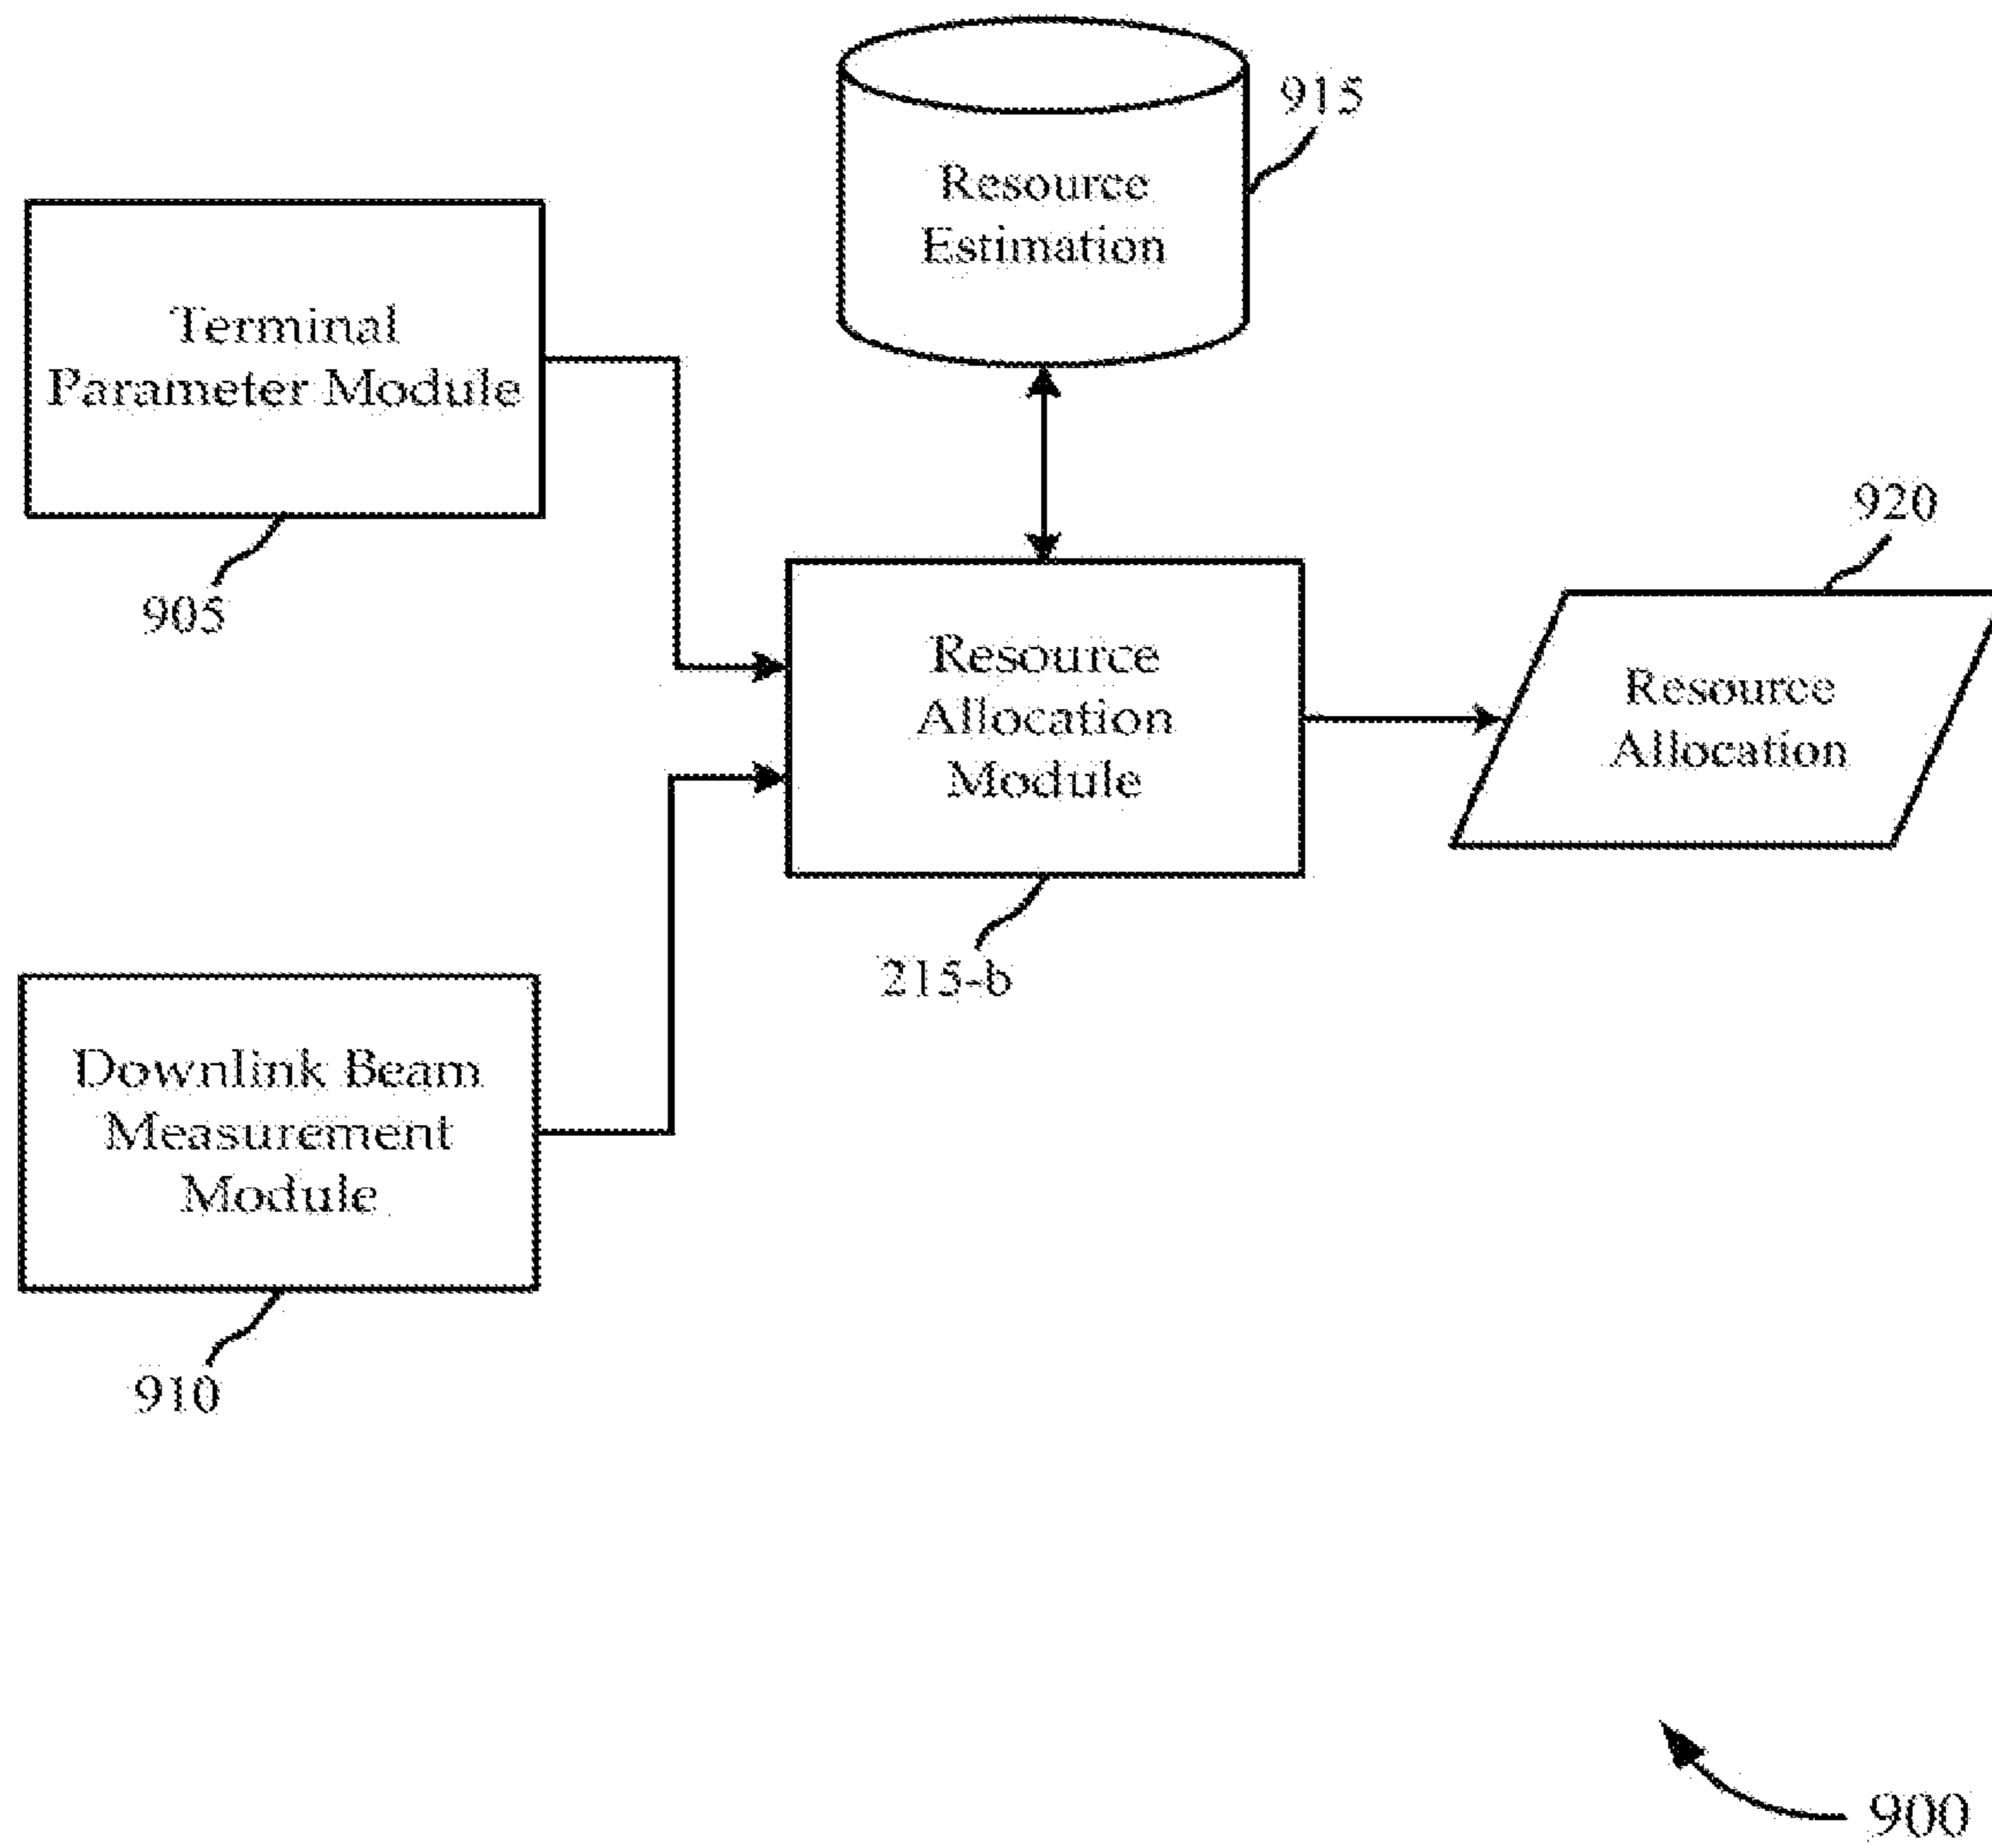 915
Resource
Estimation
Terminal
Parameter Module
905
920
Resource
Allocation
Module
Resource
Allocation
215-b
Downlink Beam
Measurement
Module
910
900